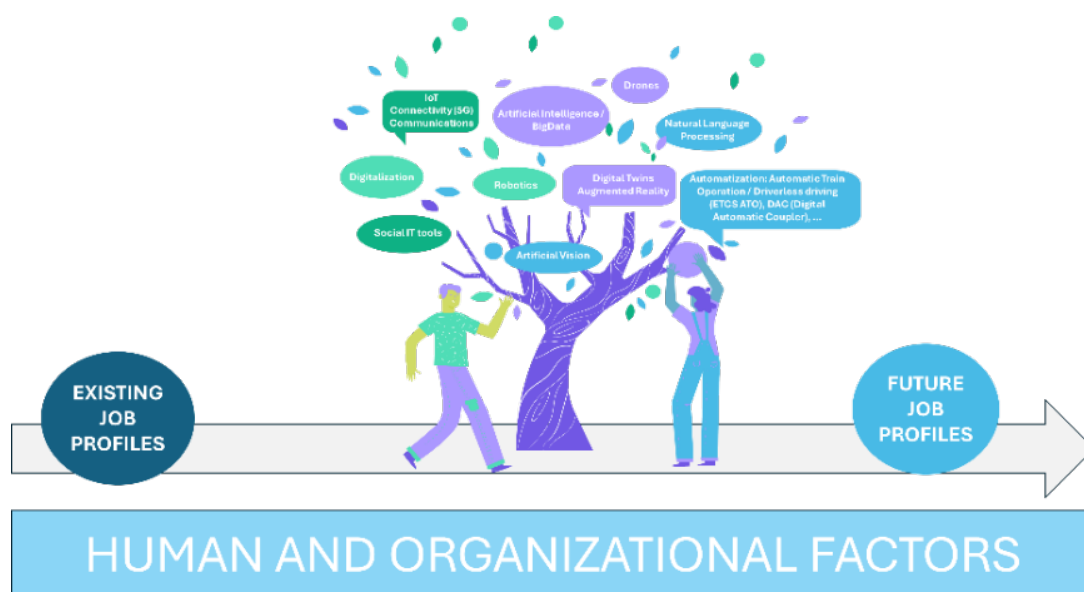 Drones
IoT
Connectivity (5G)
Communications
Artificial Intelligence /
BigData
Natural Language
Processing
Digitalization
Robotics
Digital Twins
Augmented Reality
Automatization: Automatic Train
Operation / Driverless driving
(ETCS ATO), DAC (Digital
Automatic Coupler), ...
Social IT tools
Artificial Vision
EXISTING
JOB
PROFILES
FUTURE
JOB
PROFILES
HUMAN AND ORGANIZATIONAL FACTORS